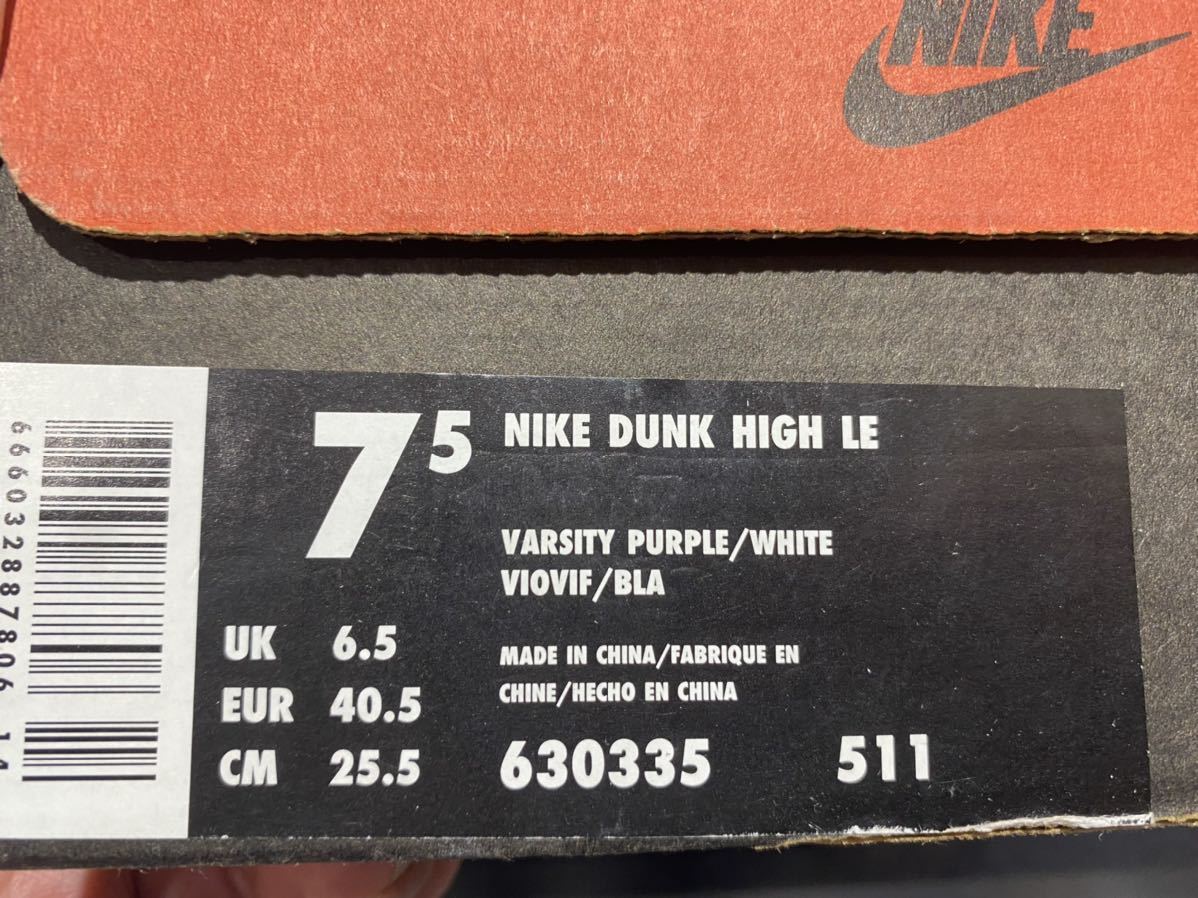 NIKE
7⁵ NIKE DUNK HIGH LE
VARSITY PURPLE/WHITE
VIOVIF/BLA
UK 6.5
EUR 40.5
CM 25.5
MADE IN CHINA/FABRIQUE EN
CHINE/HECHO EN CHINA
630335 511